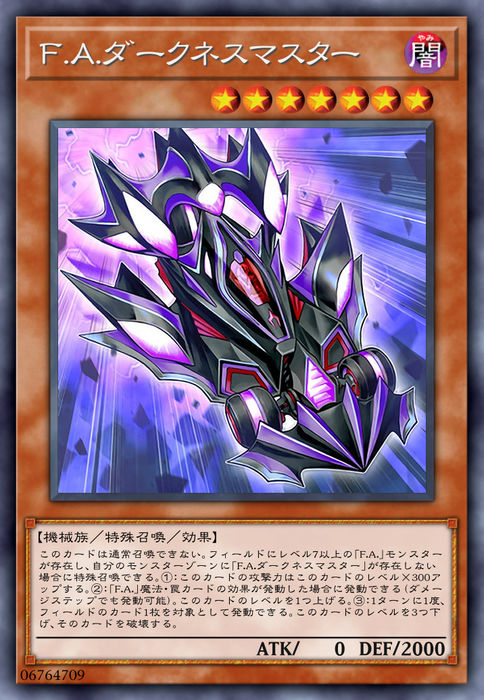 F.A.ダークネスマスター
やみ
闇
【機械族／特殊召喚／効果】
このカードは通常召喚できない。フィールドにレベル7以上の「F.A.」モンスター
が存在し、自分のモンスターゾーンに「F.A.ダークネスマスター」が存在しない
場合に特殊召喚できる。①：このカードの攻撃力はこのカードのレベル×300ア
ップする。②：「F.A.」魔法・罠カードの効果が発動した場合に発動できる（ダメー
ジステップでも発動可能）。このカードのレベルを1つ上げる。③：1ターンに1度、
フィールドのカード1枚を対象として発動できる。このカードのレベルを3つ下
げ、そのカードを破壊する。
ATK/ 0 DEF/2000
06764709